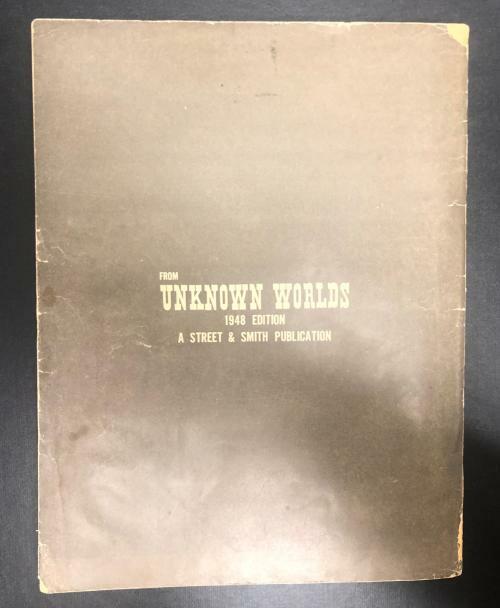 FROM
UNKNOWN WORLDS
1948 EDITION
A STREET & SMITH PUBLICATION